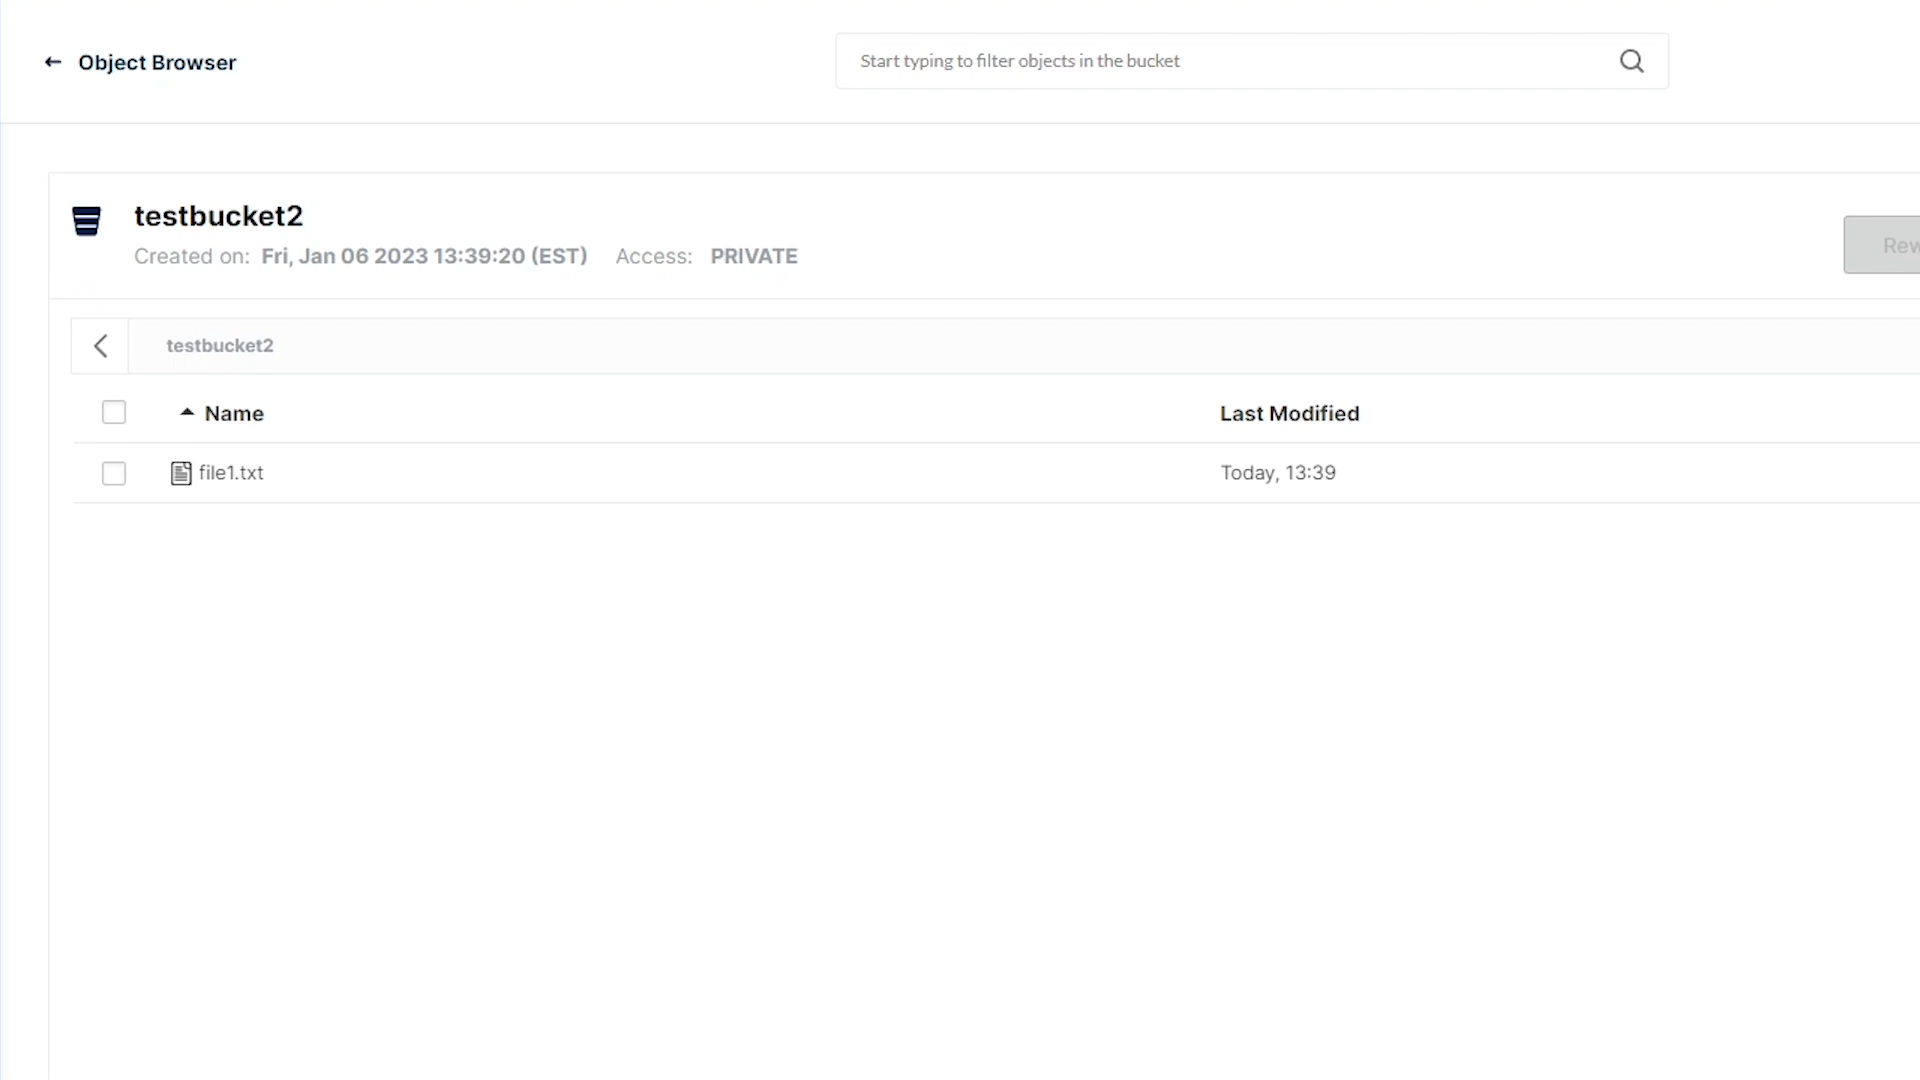 Object Browser
Start typing to filter objects in the bucket
testbucket2
Created on: Fri, Jan 06 2023 13:39:20 (EST) Access: PRIVATE
testbucket2
Name Last Modified
file1.txt Today, 13:39